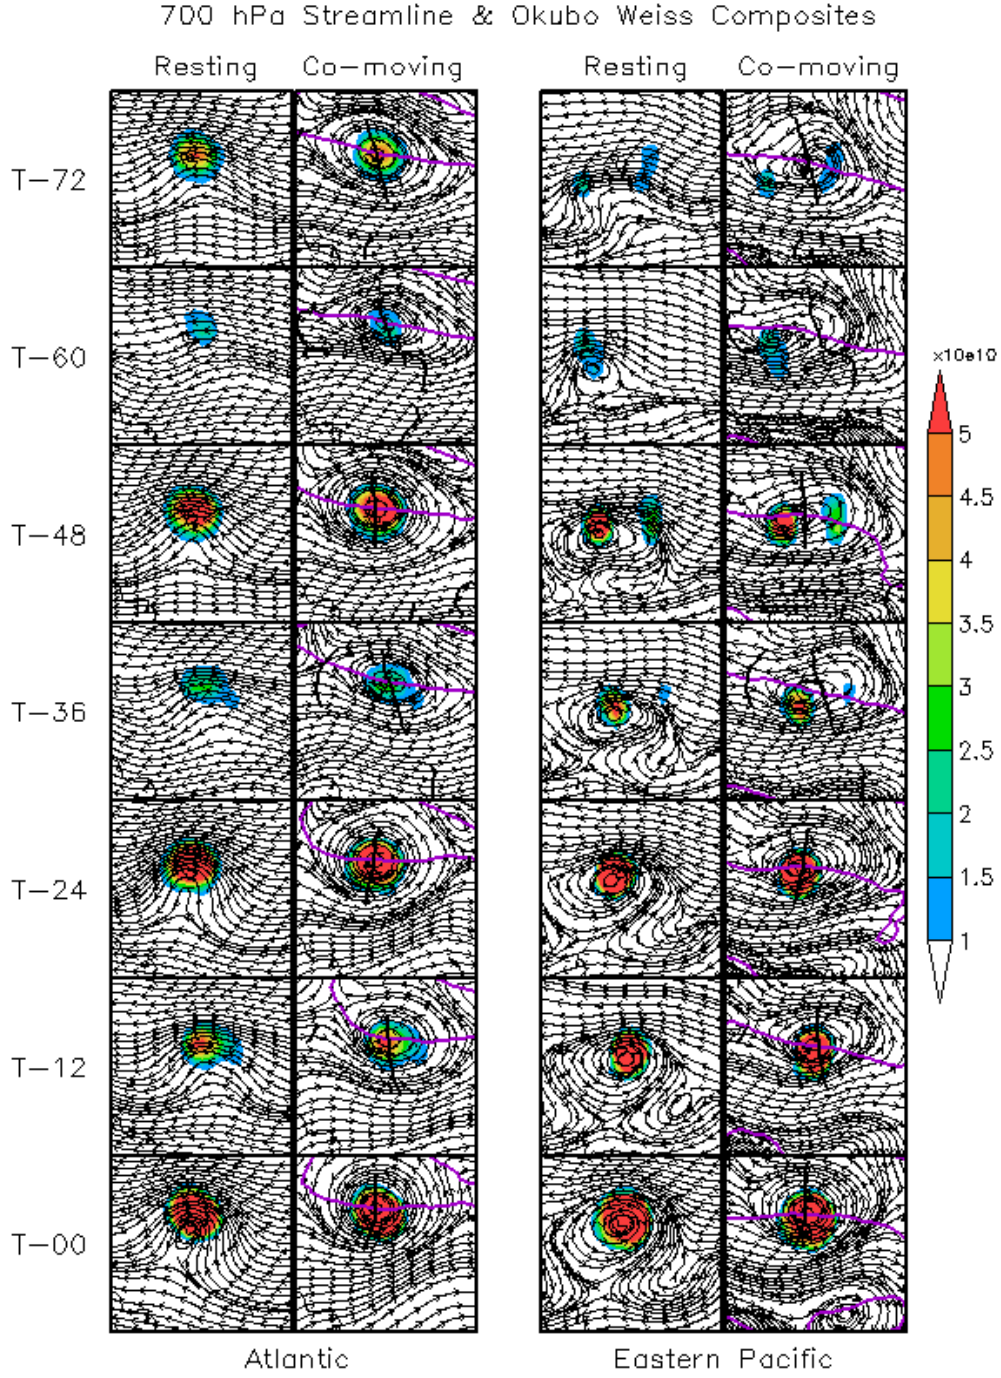 700 hPa Streamline & Okubo Weiss Composites
Resting Co-moving Resting Co-moving
T-72
T-60
T-48
T-36
T-24
T-12
T-00
x10e10
5
4.5
4
3.5
3
2.5
2
1.5
1
Atlantic Eastern Pacific